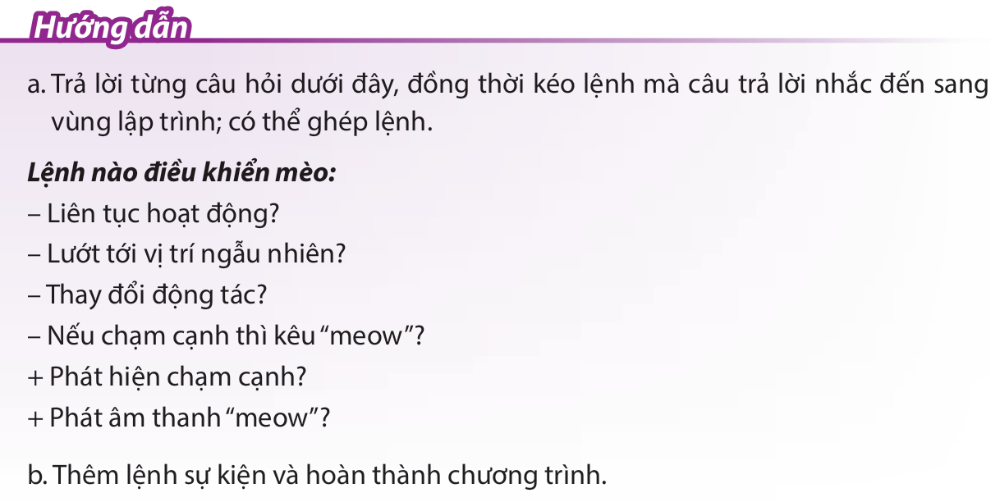 Hướng dẫn
a. Trả lời từng câu hỏi dưới đây, đồng thời kéo lệnh mà câu trả lời nhắc đến sang
vùng lập trình; có thể ghép lệnh.
Lệnh nào điều khiển mèo:
– Liên tục hoạt động?
– Lướt tới vị trí ngẫu nhiên?
– Thay đổi động tác?
– Nếu chạm cạnh thì kêu “meow”?
+ Phát hiện chạm cạnh?
+ Phát âm thanh “meow”?
b. Thêm lệnh sự kiện và hoàn thành chương trình.